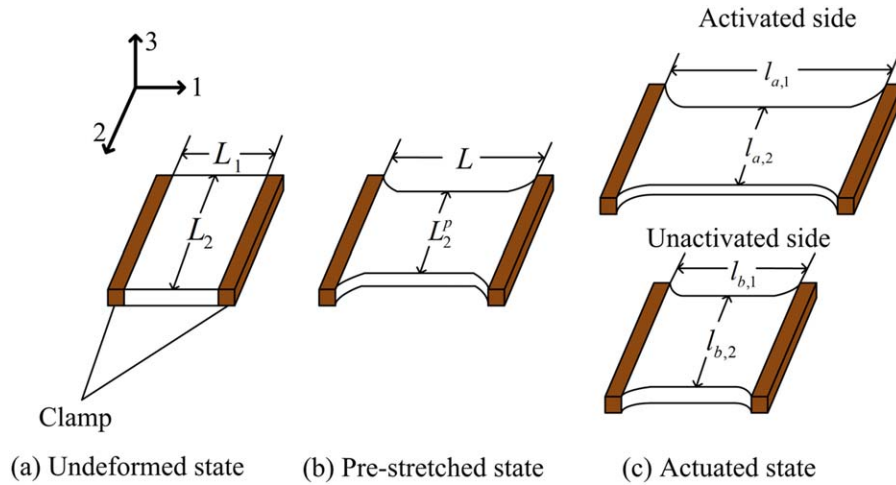 Activated side
3
1
2
l_{a,1}
L_1
L
l_{a,2}
L_2
L_2^p
Unactivated side
l_{b,1}
l_{b,2}
Clamp
(a) Undeformed state
(b) Pre-stretched state
(c) Actuated state